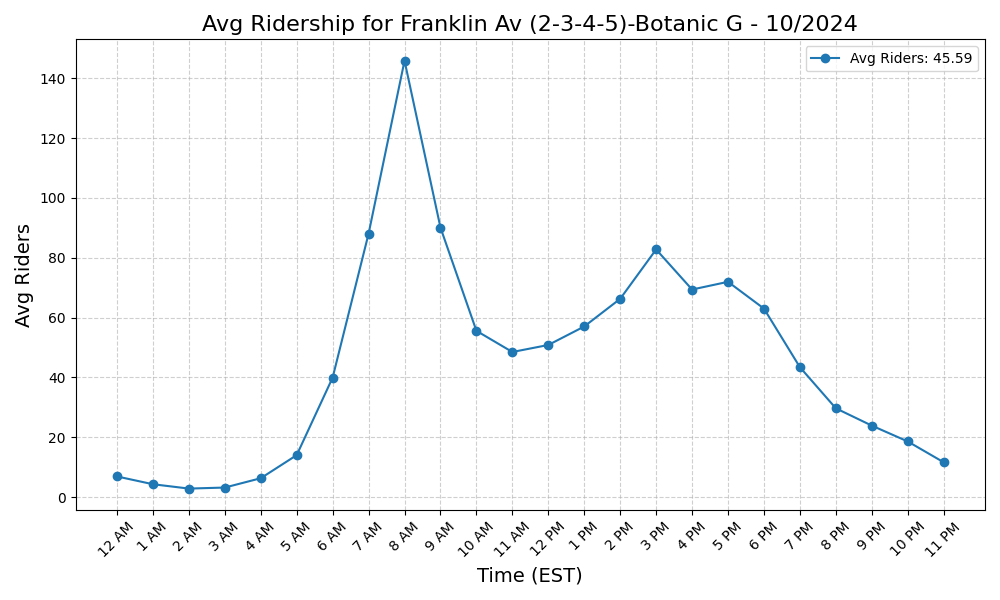 Avg Ridership for Franklin Av (2-3-4-5)-Botanic G - 10/2024
Avg Riders: 45.59
Avg Riders
140
120
100
80
60
40
20
0
12 AM
1 AM
2 AM
3 AM
4 AM
5 AM
6 AM
7 AM
8 AM
9 AM
10 AM
11 AM
12 PM
1 PM
2 PM
3 PM
4 PM
5 PM
6 PM
7 PM
8 PM
9 PM
10 PM
11 PM
Time (EST)